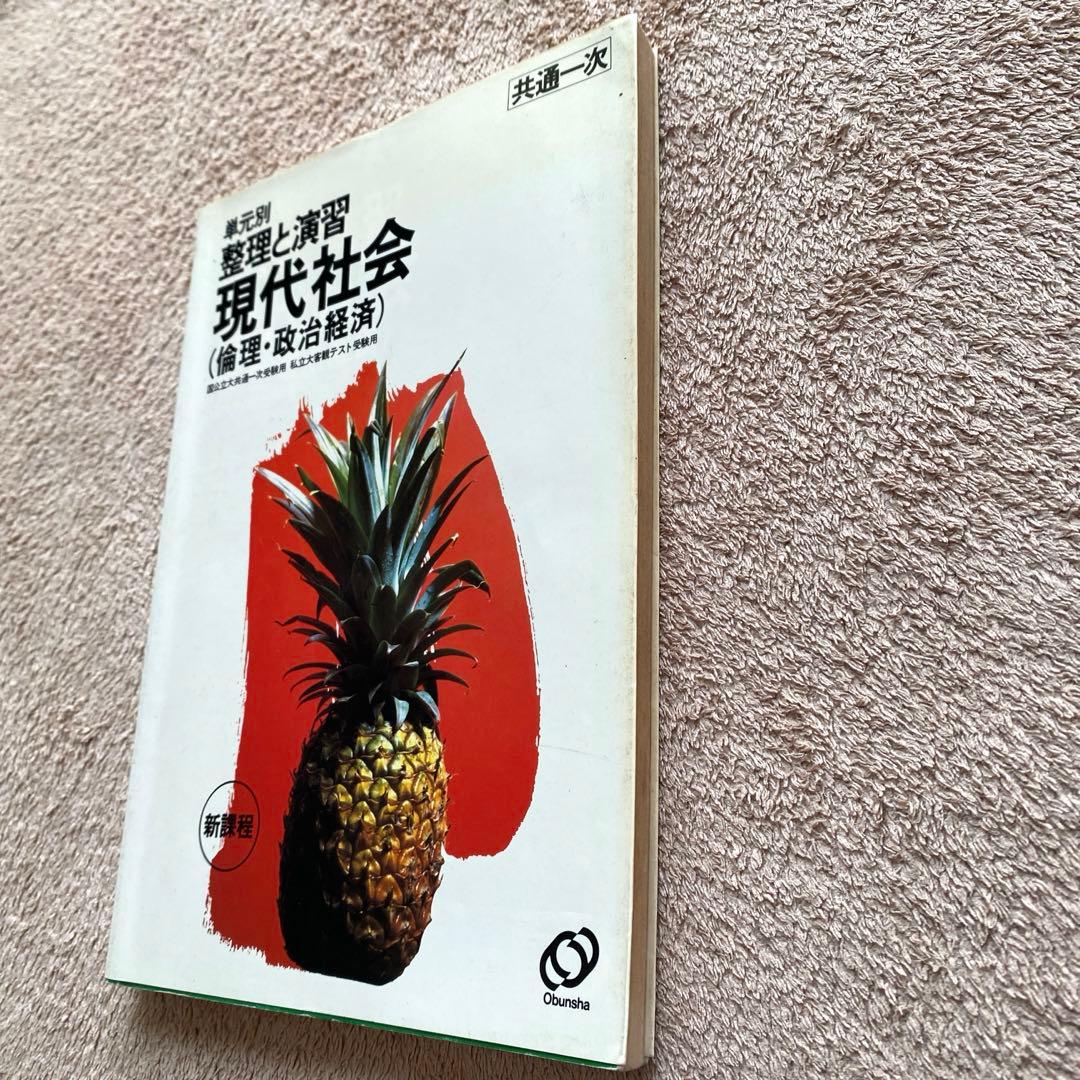 共通一次
単元別
整理と演習
現代社会
(倫理・政治経済)
国公立大共通一次受験用 私立大客観テスト受験用
新課程
Obunsha